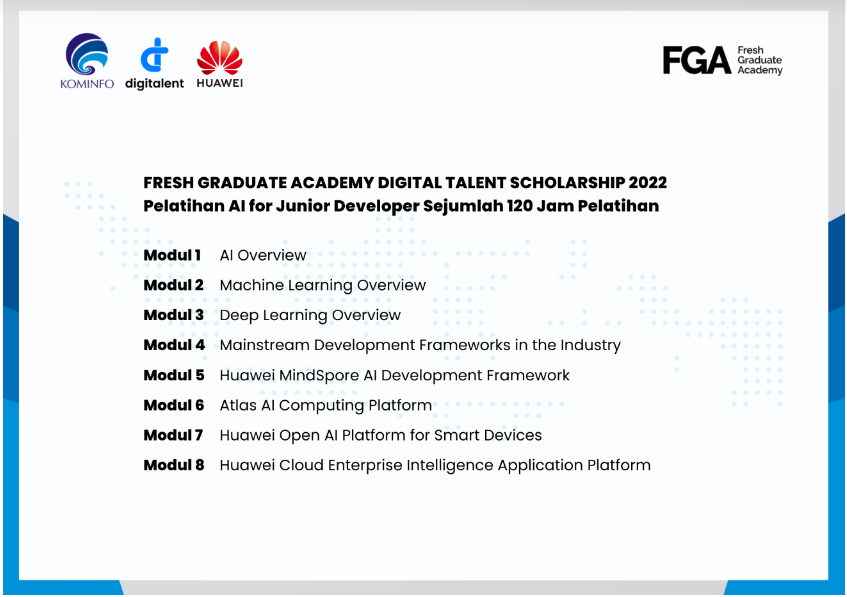 KOMINFO
digitalent
HUAWEI
FGA
Fresh
Graduate
Academy
FRESH GRADUATE ACADEMY DIGITAL TALENT SCHOLARSHIP 2022
Pelatihan AI for Junior Developer Sejumlah 120 Jam Pelatihan
Modul 1 AI Overview
Modul 2 Machine Learning Overview
Modul 3 Deep Learning Overview
Modul 4 Mainstream Development Frameworks in the Industry
Modul 5 Huawei MindSpore AI Development Framework
Modul 6 Atlas AI Computing Platform
Modul 7 Huawei Open AI Platform for Smart Devices
Modul 8 Huawei Cloud Enterprise Intelligence Application Platform